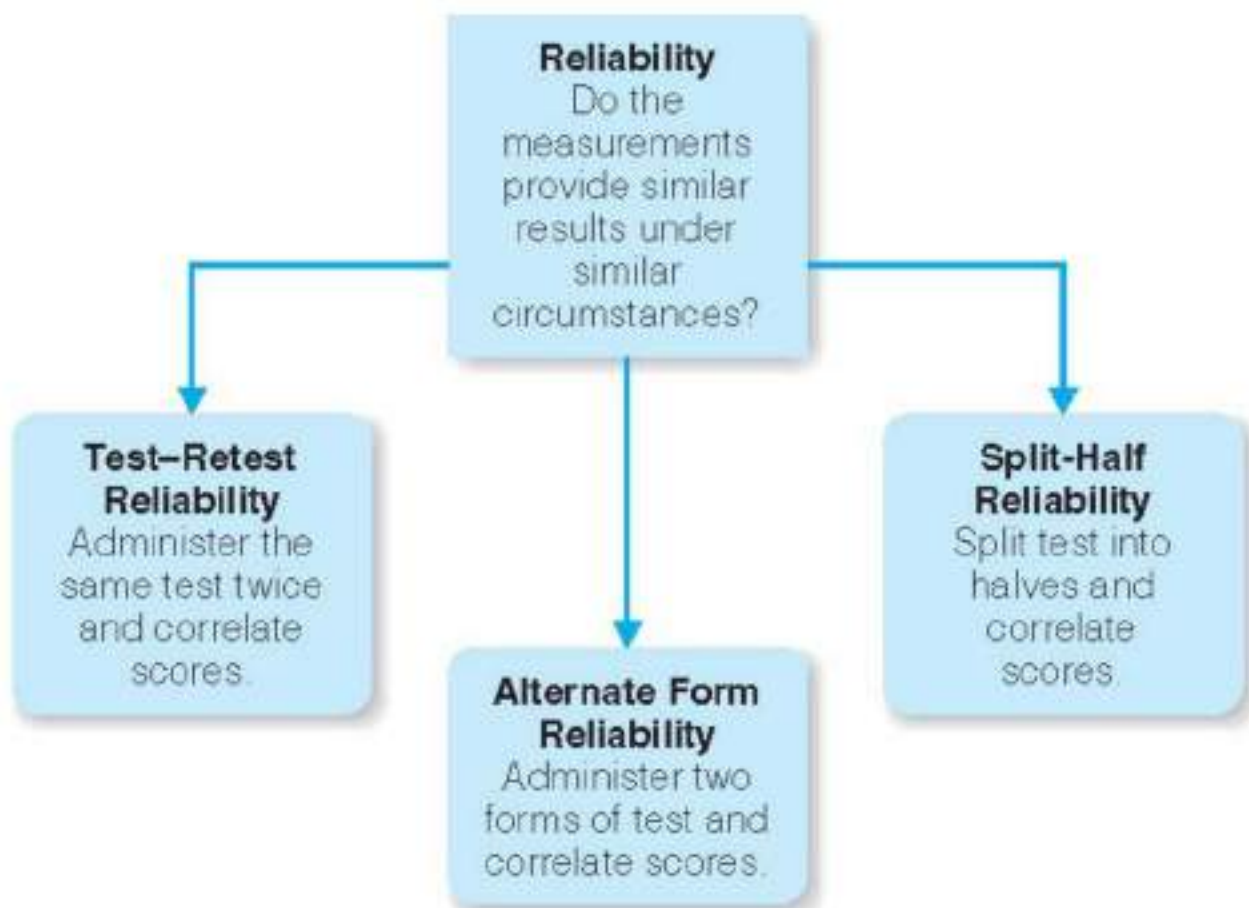 Reliability
Do the
measurements
provide similar
results under
similar
circumstances?
Test–Retest
Reliability
Administer the
same test twice
and correlate
scores.
Alternate Form
Reliability
Administer two
forms of test and
correlate scores.
Split-Half
Reliability
Split test into
halves and
correlate
scores.